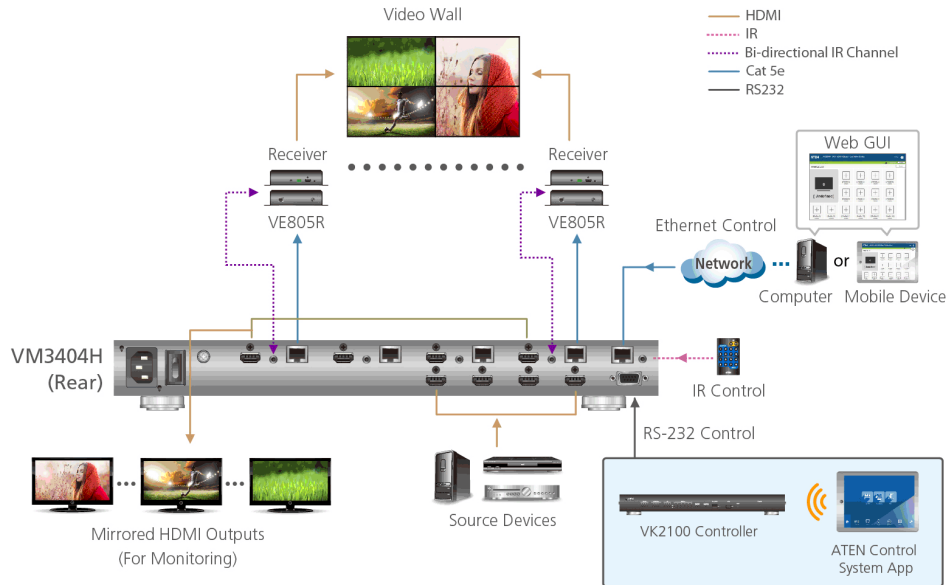 Video Wall
HDMI
IR
Bi-directional IR Channel
Cat 5e
RS232
Receiver
Receiver
VE805R
VE805R
Web GUI
Ethernet Control
Network
or
Computer
Mobile Device
VM3404H
(Rear)
IR Control
RS-232 Control
Mirrored HDMI Outputs
(For Monitoring)
Source Devices
VK2100 Controller
ATEN Control
System App